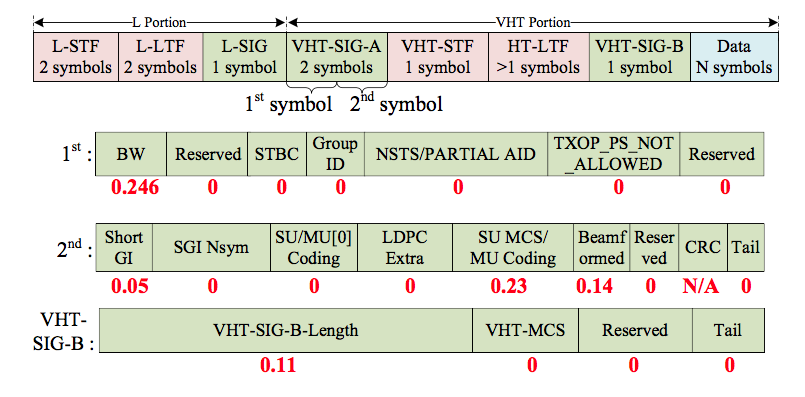 L Portion VHT Portion
L-STF L-LTF L-SIG VHT-SIG-A VHT-STF HT-LTF VHT-SIG-B Data
2 symbols 2 symbols 1 symbol 2 symbols 1 symbol >1 symbols 1 symbol N symbols
1st symbol 2nd symbol
1st : BW Reserved STBC Group ID NSTS/PARTIAL AID TXOP_PS_NOT _ALLOWED Reserved
0.246 0 0 0 0 0 0
2nd : Short GI SGI Nsym SU/MU[0] Coding LDPC Extra SU MCS/ MU Coding Beamf ormed Reser ved CRC Tail
0.05 0 0 0 0.23 0.14 0 N/A 0
VHT-SIG-B : VHT-SIG-B-Length VHT-MCS Reserved Tail
0.11 0 0 0